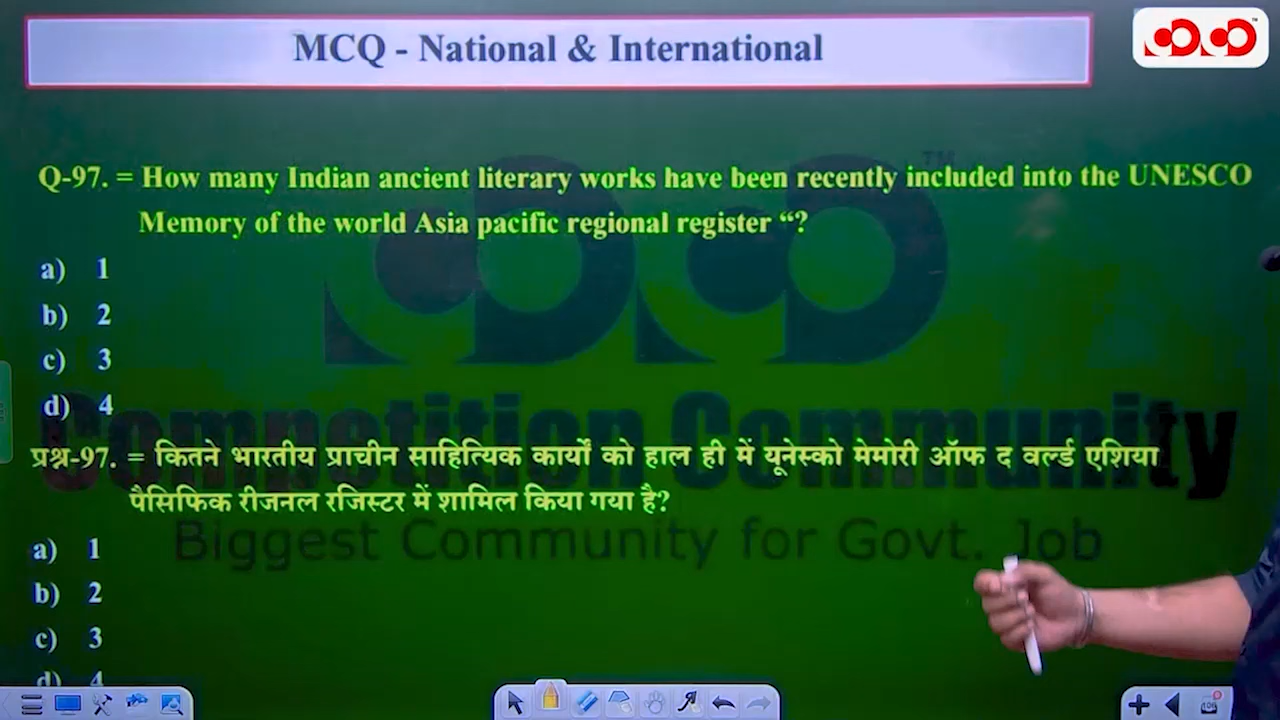 MCQ - National & International
TM
Q-97. = How many Indian ancient literary works have been recently included into the UNESCO
Memory of the world Asia pacific regional register “?
a) 1
b) 2
c) 3
d) 4
प्रश्न-97. = कितने भारतीय प्राचीन साहित्यिक कार्यों को हाल ही में यूनेस्को मेमोरी ऑफ द वर्ल्ड एशिया
पैसिफिक रीजनल रजिस्टर में शामिल किया गया है?
a) 1
b) 2
c) 3
d) 4
Competition Community
Biggest Community for Govt. Job